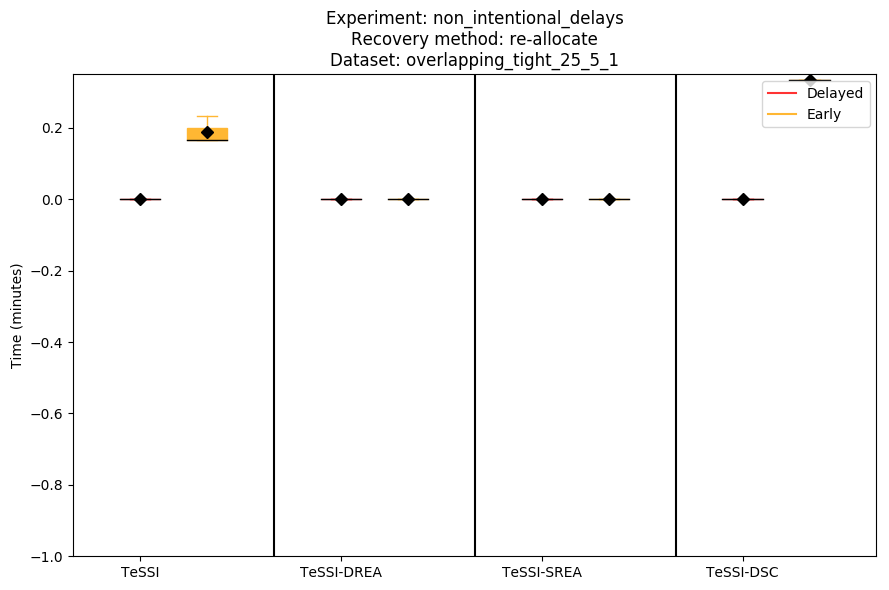 Experiment: non_intentional_delays
Recovery method: re-allocate
Dataset: overlapping_tight_25_5_1
Delayed
Early
Time (minutes)
0.2
0.0
−0.2
−0.4
−0.6
−0.8
−1.0
TeSSI
TeSSI-DREA
TeSSI-SREA
TeSSI-DSC